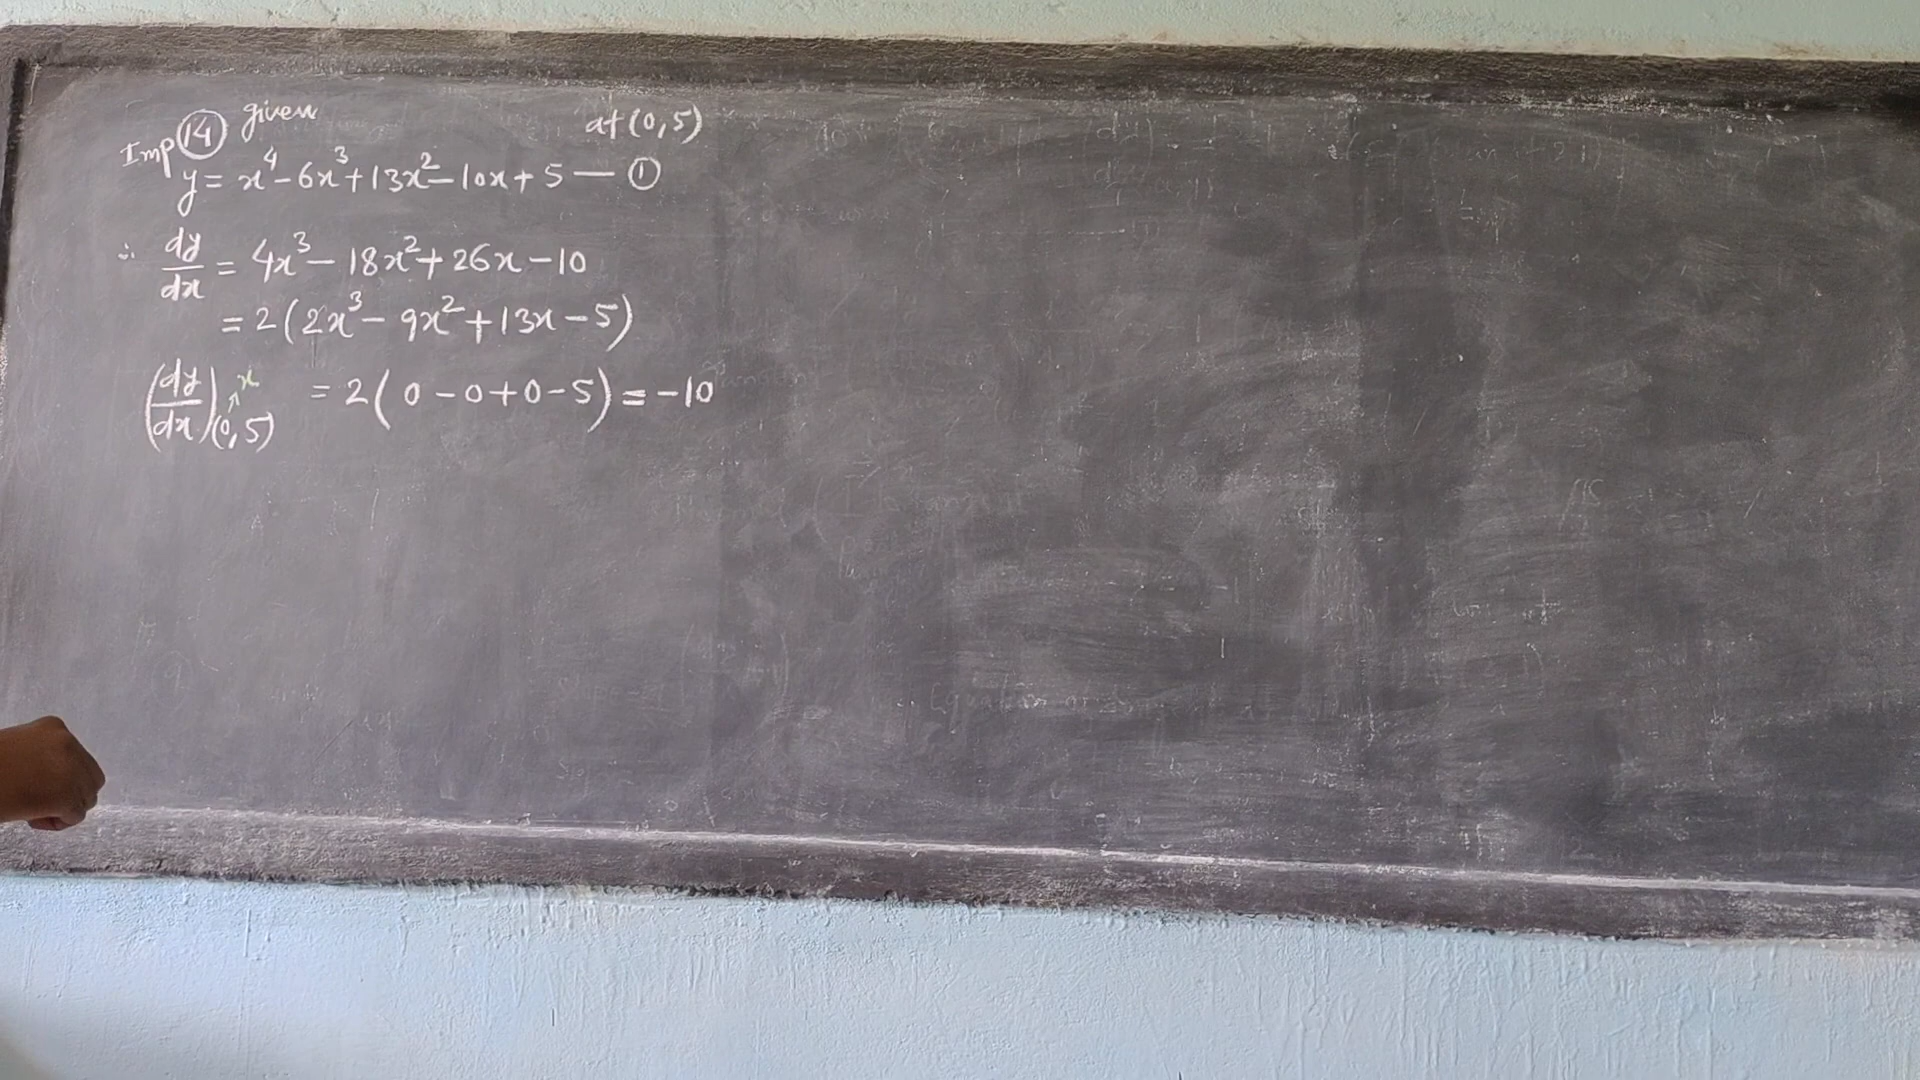 Imp ⑭ given at (0,5)
y = x⁴ - 6x³ + 13x² - 10x + 5 — ①
∴ dy/dx = 4x³ - 18x² + 26x - 10
= 2(2x³ - 9x² + 13x - 5)
(dy/dx)(0,5) x = 2(0 - 0 + 0 - 5) = -10